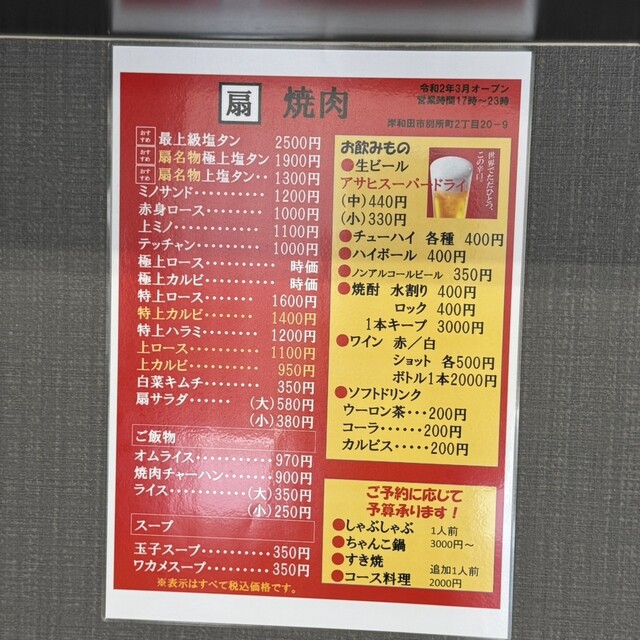 扇 焼肉
令和2年3月オープン
営業時間17時〜23時
岸和田市別所町2丁目20-9
おすすめ 最上級塩タン 2500円
おすすめ 扇名物極上塩タン 1900円
おすすめ 扇名物上塩タン・・ 1300円
ミノサンド・・・・・・・・・・ 1200円
赤身ロース・・・・・・・・ 1000円
上ミノ・・・・・・・・・・・ 1100円
テッチャン・・・・・・・・・ 1000円
極上ロース・・・・・・・・ 時価
極上カルビ・・・・・・・・ 時価
特上ロース・・・・・・・ 1600円
特上カルビ・・・・・・・ 1400円
特上ハラミ・・・・・・・ 1200円
上ロース・・・・・・・・・ 1100円
上カルビ・・・・・・・・・ 950円
白菜キムチ・・・・・・・ 350円
扇サラダ・・・・・(大)580円
(小)380円
ご飯物
オムライス・・・・・・・・・970円
焼肉チャーハン・・・・・・900円
ライス・・・・・・・・(大)350円
(小)250円
スープ
玉子スープ・・・・・・・・・350円
ワカメスープ・・・・・・・350円
※表示はすべて税込価格です。
お飲みもの
●生ビール
アサヒスーパードライ
(中)440円
(小)330円
世界でただひとつ、
この辛口。
●チューハイ 各種 400円
●ハイボール 400円
●ノンアルコールビール 350円
●焼酎 水割り 400円
ロック 400円
1本キープ 3000円
●ワイン 赤/白
ショット 各500円
ボトル1本2000円
●ソフトドリンク
ウーロン茶・・・200円
コーラ・・・・・・200円
カルピス・・・・・200円
ご予約に応じて
予算承ります!
●しゃぶしゃぶ 1人前
●ちゃんこ鍋 3000円〜
●すき焼 追加1人前
●コース料理 2000円